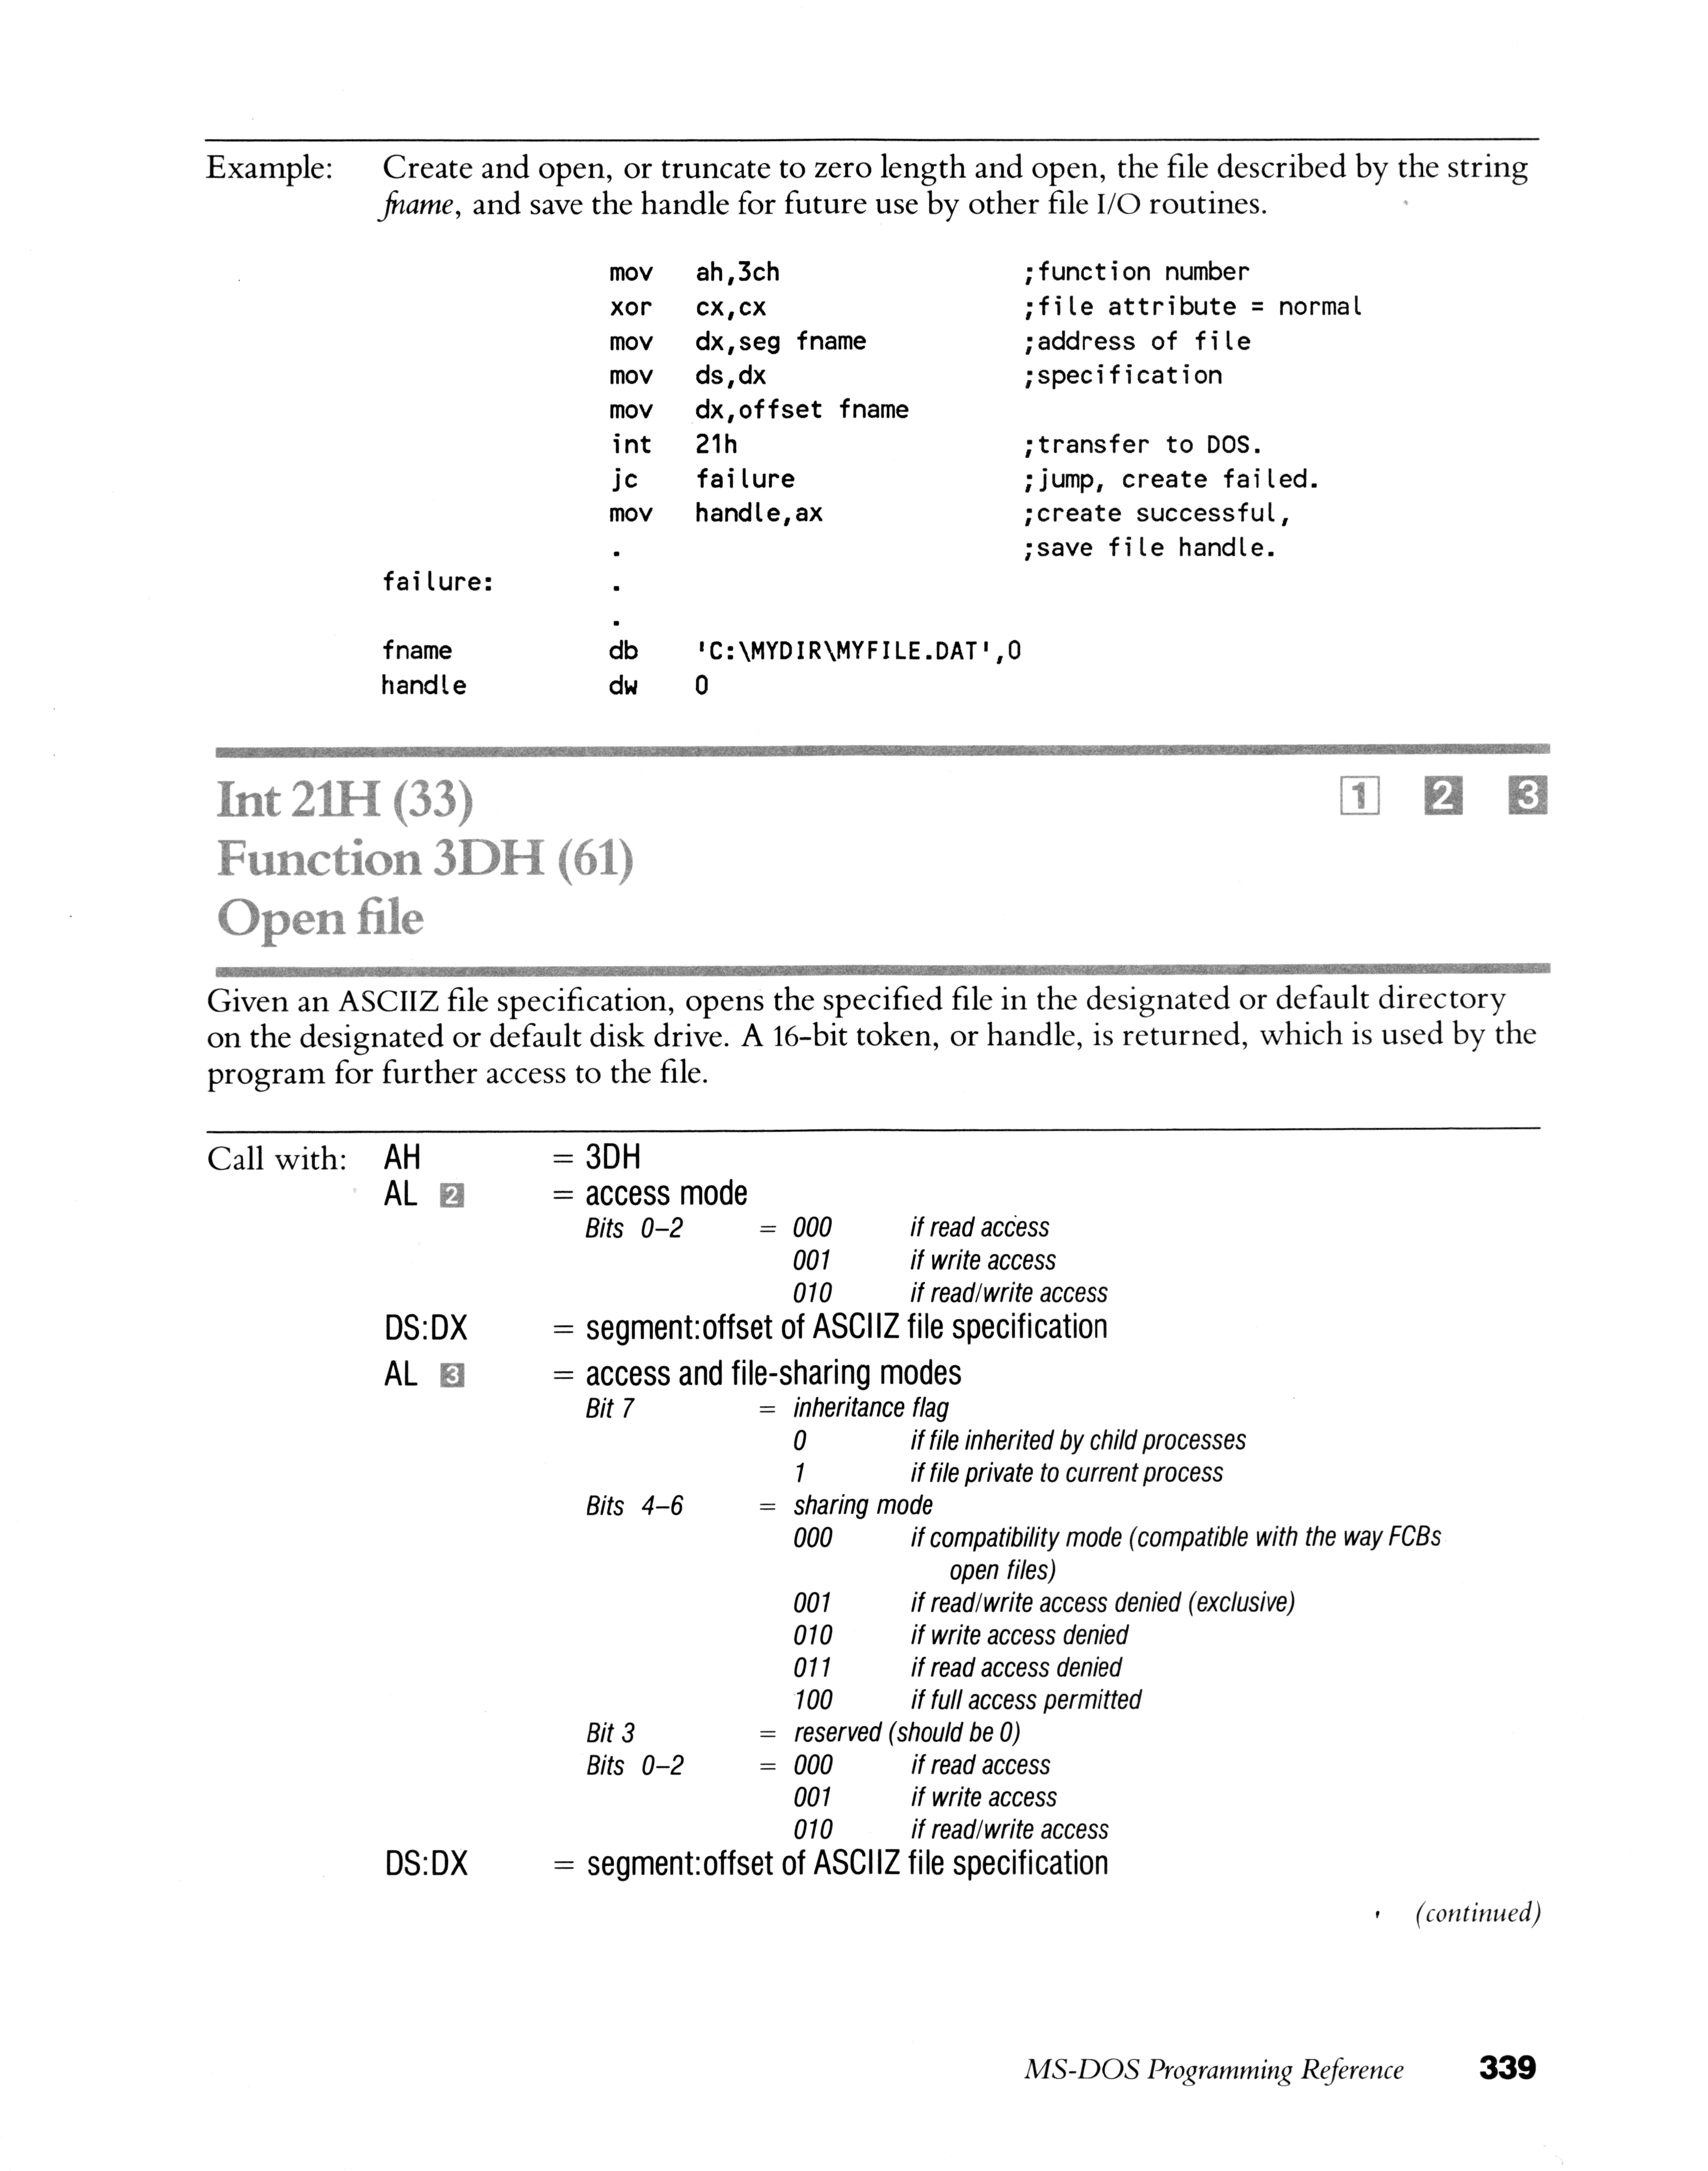 Example: Create and open, or truncate to zero length and open, the file described by the string
fname, and save the handle for future use by other file I/O routines.
mov ah,3ch ;function number
xor cx,cx ;file attribute = normal
mov dx,seg fname ;address of file
mov ds,dx ;specification
mov dx,offset fname
int 21h ;transfer to DOS.
jc failure ;jump, create failed.
mov handle,ax ;create successful,
. ;save file handle.
failure: .
.
fname db 'C:\MYDIR\MYFILE.DAT',0
handle dw 0
Int 21H (33) 1 2 3
Function 3DH (61)
Open file
Given an ASCIIZ file specification, opens the specified file in the designated or default directory
on the designated or default disk drive. A 16-bit token, or handle, is returned, which is used by the
program for further access to the file.
Call with: AH = 3DH
AL 2 = access mode
Bits 0–2 = 000 if read access
001 if write access
010 if read/write access
DS:DX = segment:offset of ASCIIZ file specification
AL 3 = access and file-sharing modes
Bit 7 = inheritance flag
0 if file inherited by child processes
1 if file private to current process
Bits 4–6 = sharing mode
000 if compatibility mode (compatible with the way FCBs
open files)
001 if read/write access denied (exclusive)
010 if write access denied
011 if read access denied
100 if full access permitted
Bit 3 = reserved (should be 0)
Bits 0–2 = 000 if read access
001 if write access
010 if read/write access
DS:DX = segment:offset of ASCIIZ file specification
(continued)
MS-DOS Programming Reference 339